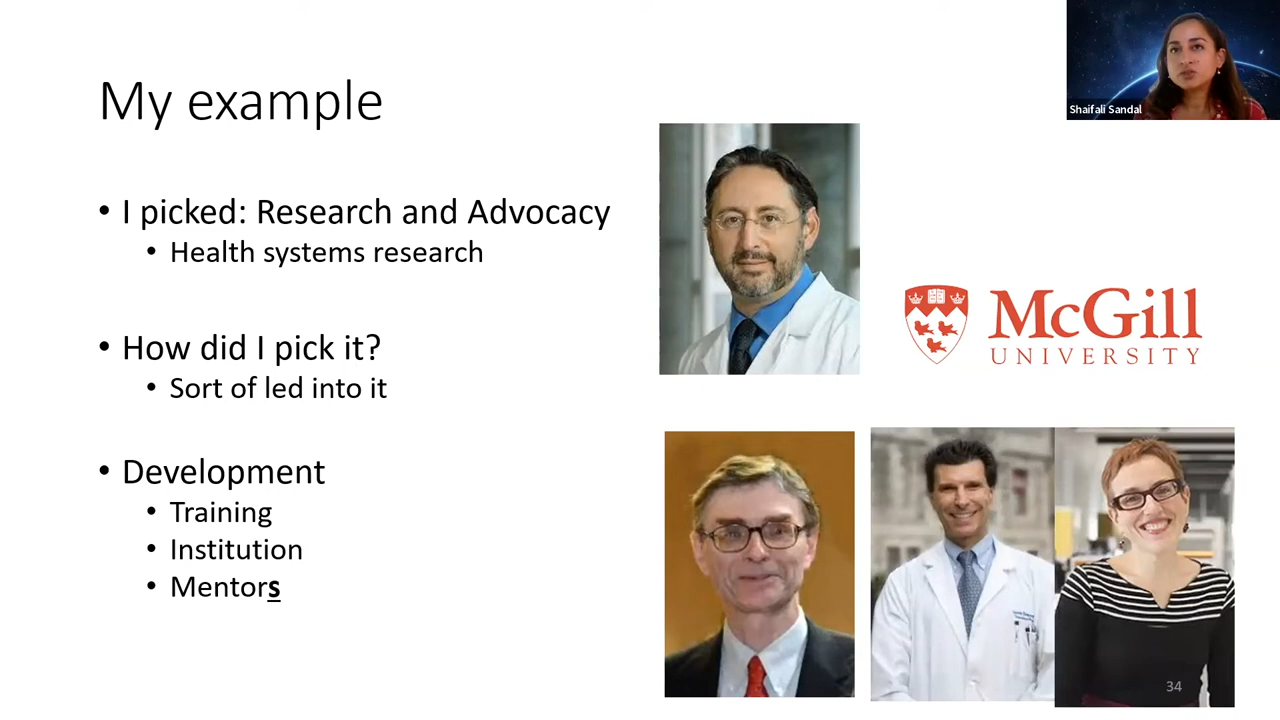 My example
Shaifali Sandal
• I picked: Research and Advocacy
• Health systems research
• How did I pick it?
• Sort of led into it
• Development
• Training
• Institution
• Mentors
McGill
UNIVERSITY
34